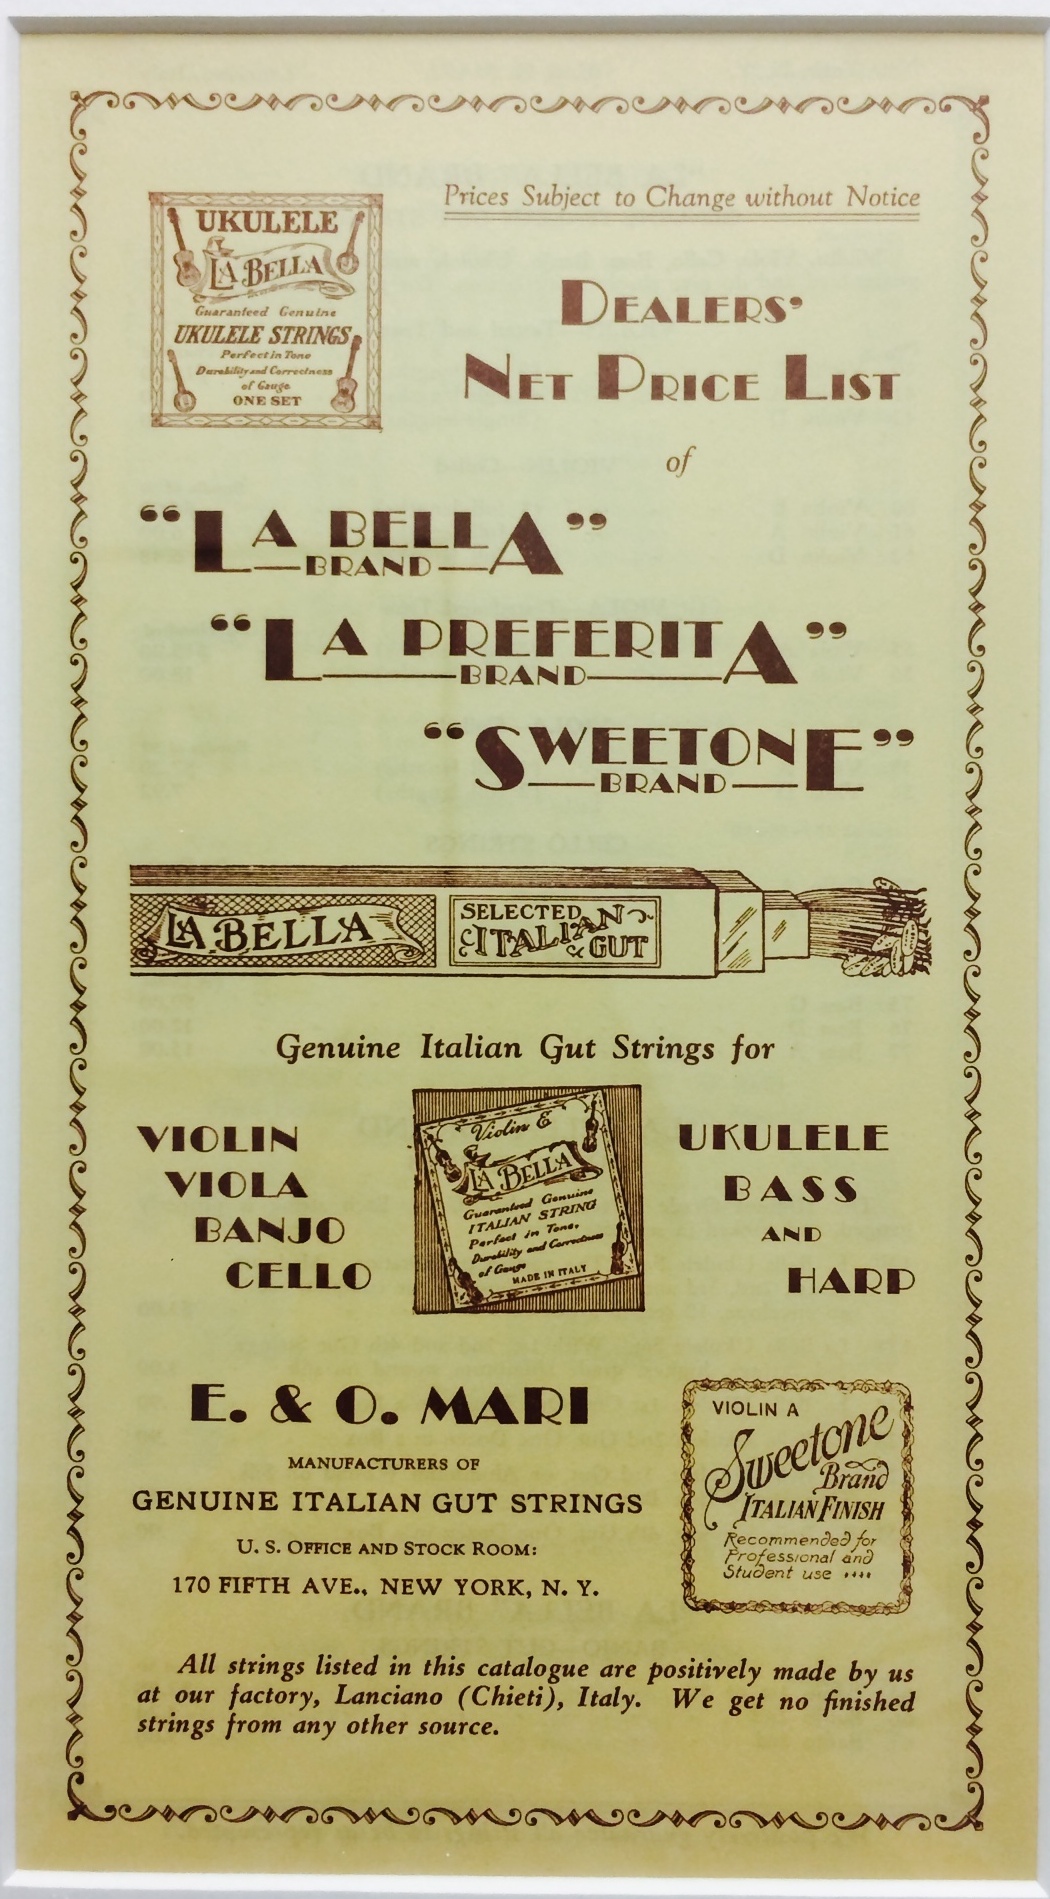 UKULELE
LA BELLA
Guaranteed Genuine
UKULELE STRINGS
Perfect in Tone
Durability and Correctness
of Gauge
ONE SET
Prices Subject to Change without Notice
DEALERS'
NET PRICE LIST
of
"LA BELLA"
BRAND
"LA PREFERITA"
BRAND
"SWEETONE"
BRAND
LA BELLA
SELECTED
ITALIAN
GUT
Genuine Italian Gut Strings for
VIOLIN
VIOLA
BANJO
CELLO
Violin E
LA BELLA
Guaranteed Genuine
ITALIAN STRING
Perfect in Tone,
Durability and Correctness
of Gauge
MADE IN ITALY
UKULELE
BASS
AND
HARP
E. & O. MARI
MANUFACTURERS OF
GENUINE ITALIAN GUT STRINGS
U. S. OFFICE AND STOCK ROOM:
170 FIFTH AVE., NEW YORK, N. Y.
VIOLIN A
Sweetone
Brand
ITALIAN FINISH
Recommended for
Professional and
Student use ....
All strings listed in this catalogue are positively made by us
at our factory, Lanciano (Chieti), Italy. We get no finished
strings from any other source.